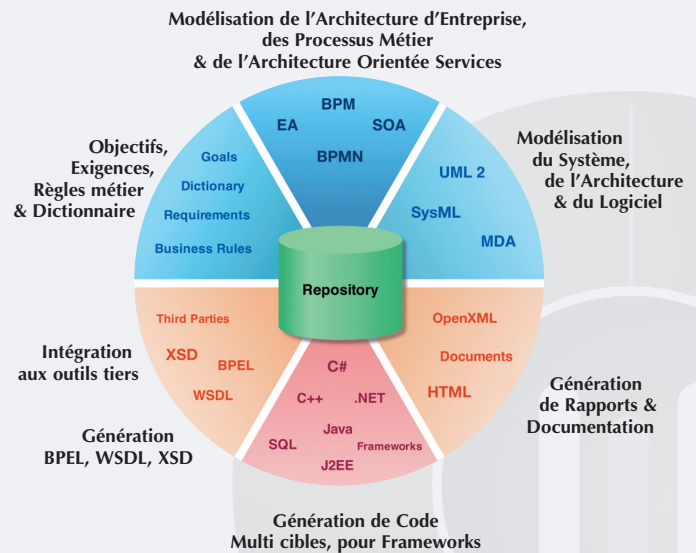 Modélisation de l'Architecture d'Entreprise,
des Processus Métier
& de l'Architecture Orientée Services
BPM
EA
SOA
BPMN
Objectifs,
Exigences,
Règles métier
& Dictionnaire
Goals
Dictionary
Requirements
Business Rules
Modélisation
du Système,
de l'Architecture
& du Logiciel
UML 2
SysML
MDA
Repository
Third Parties
XSD
BPEL
WSDL
Intégration
aux outils tiers
Génération
BPEL, WSDL, XSD
C#
C++
.NET
Java
SQL
Frameworks
J2EE
OpenXML
Documents
HTML
Génération
de Rapports &
Documentation
Génération de Code
Multi cibles, pour Frameworks